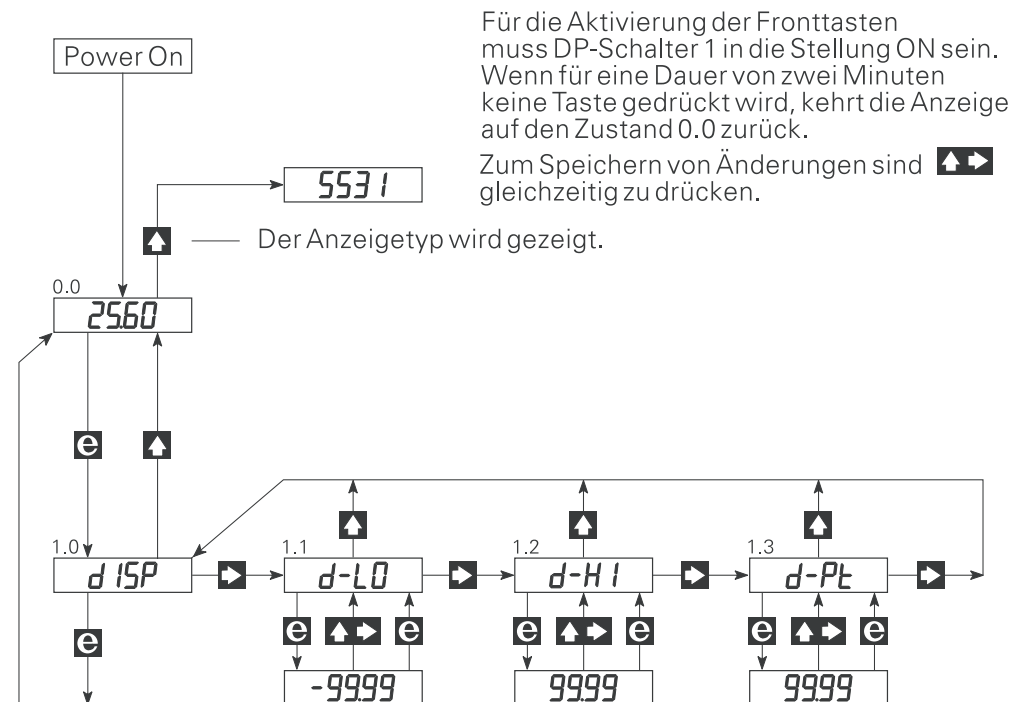 Für die Aktivierung der Fronttasten
muss DP-Schalter 1 in die Stellung ON sein.
Wenn für eine Dauer von zwei Minuten
keine Taste gedrückt wird, kehrt die Anzeige
auf den Zustand 0.0 zurück.
Zum Speichern von Änderungen sind
gleichzeitig zu drücken.
Power On
5531
Der Anzeigetyp wird gezeigt.
0.0
25.60
e
1.0
dISP
1.1
d-LO
1.2
d-HI
1.3
d-Pt
e
e e
e e
e e
-99.99
99.99
99.99